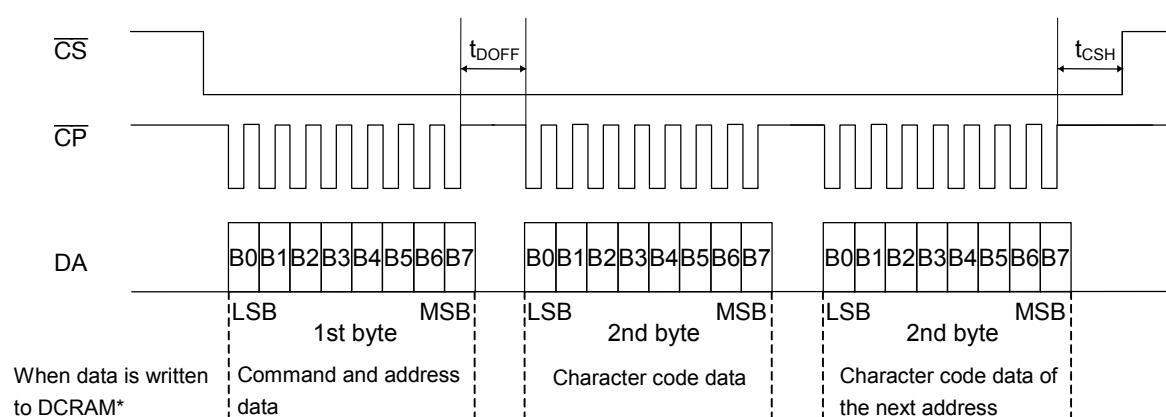 CS
t_DOFF
t_CSH
CP
DA
B0 B1 B2 B3 B4 B5 B6 B7
B0 B1 B2 B3 B4 B5 B6 B7
B0 B1 B2 B3 B4 B5 B6 B7
LSB MSB
1st byte
LSB MSB
2nd byte
LSB MSB
2nd byte
When data is written
to DCRAM*
Command and address
data
Character code data
Character code data of
the next address